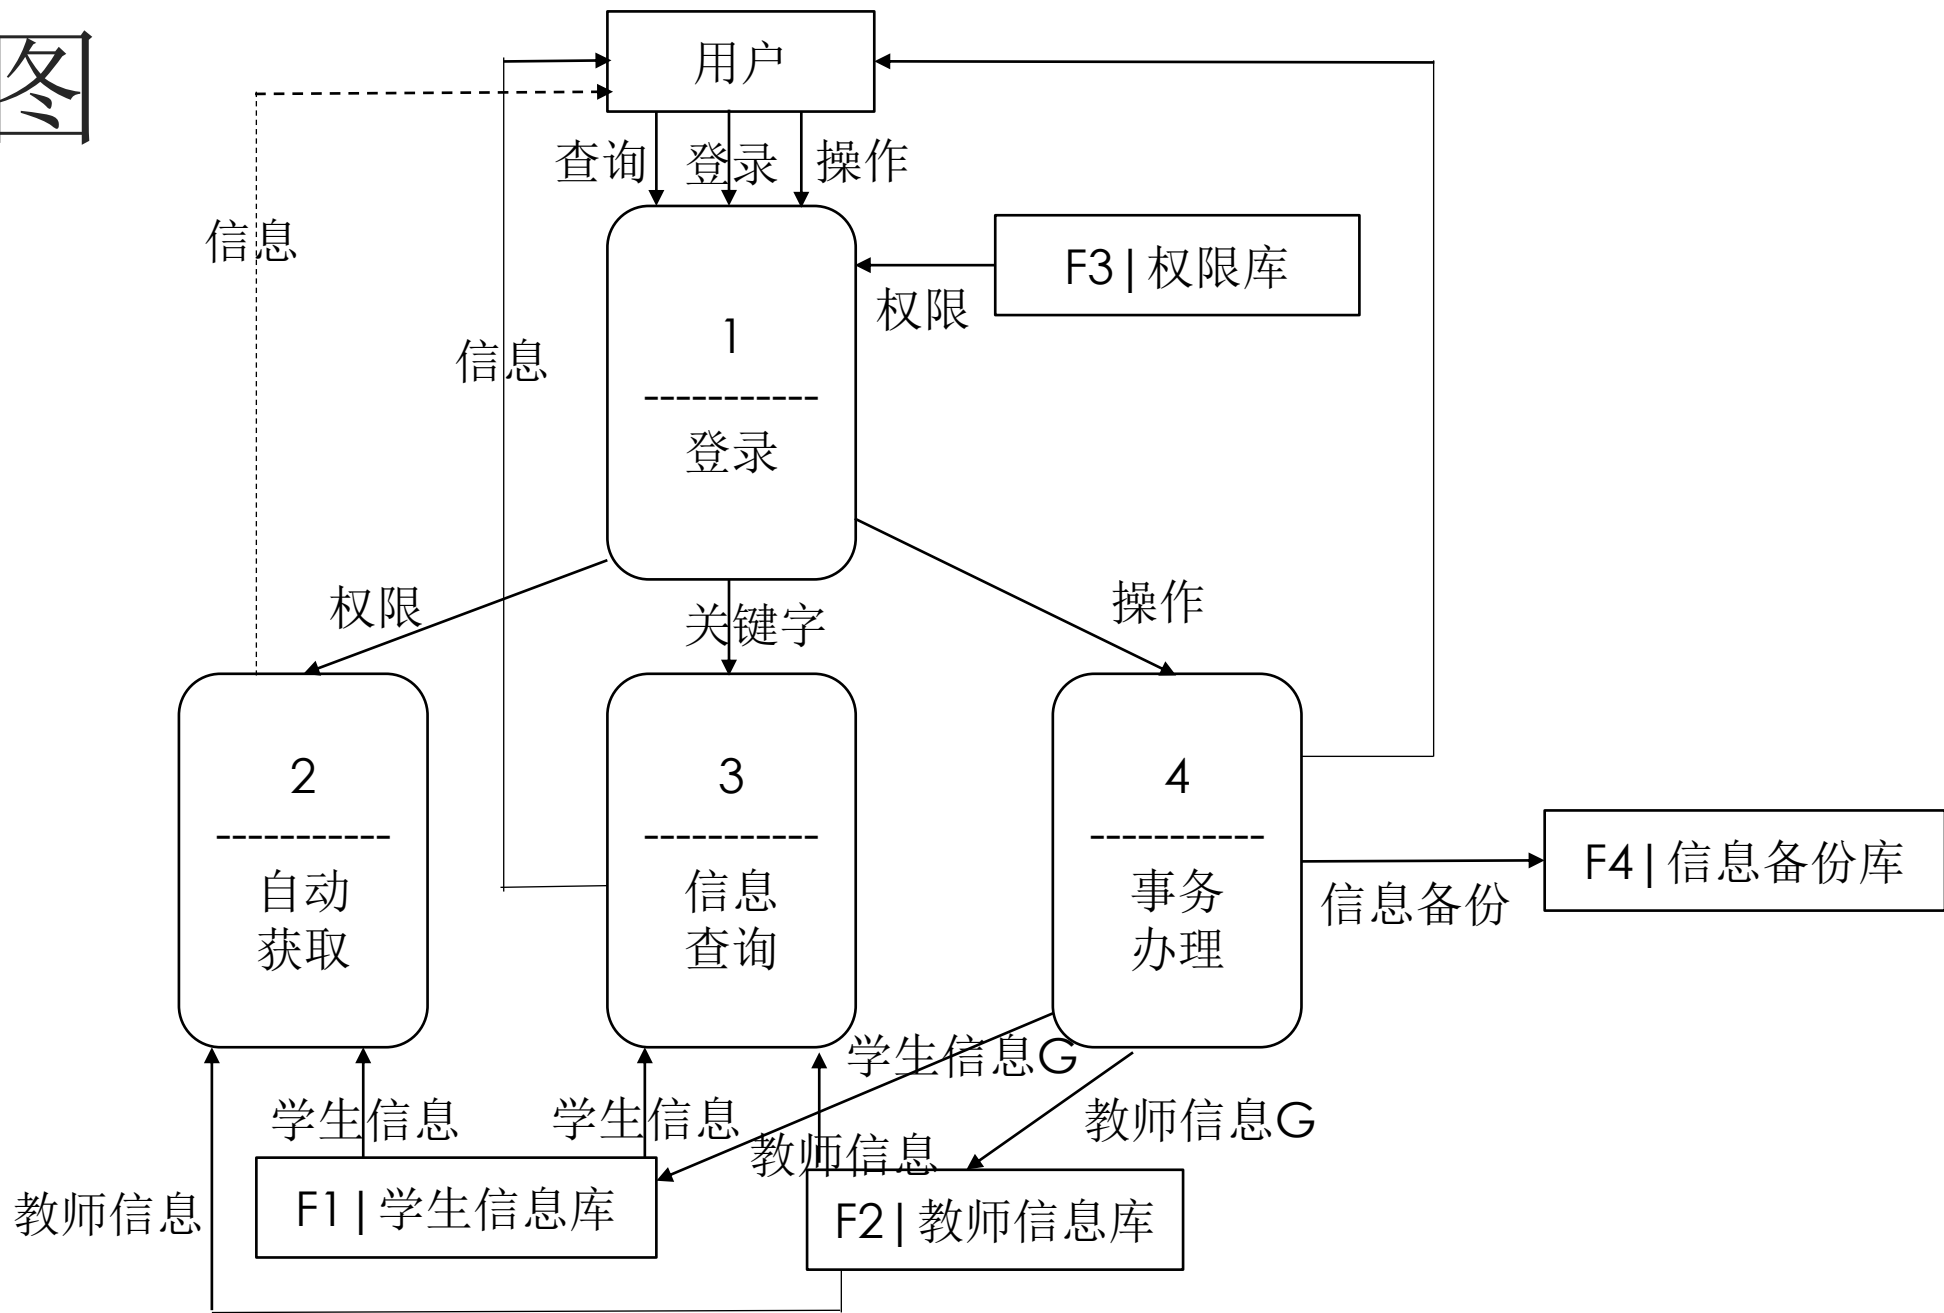 图
用户
查询
登录
操作
信息
F3|权限库
权限
信息
1
-----------
登录
权限
关键字
操作
2
-----------
自动
获取
3
-----------
信息
查询
4
-----------
事务
办理
F4|信息备份库
信息备份
学生信息G
学生信息
学生信息
教师信息G
教师信息
教师信息
F1|学生信息库
F2|教师信息库